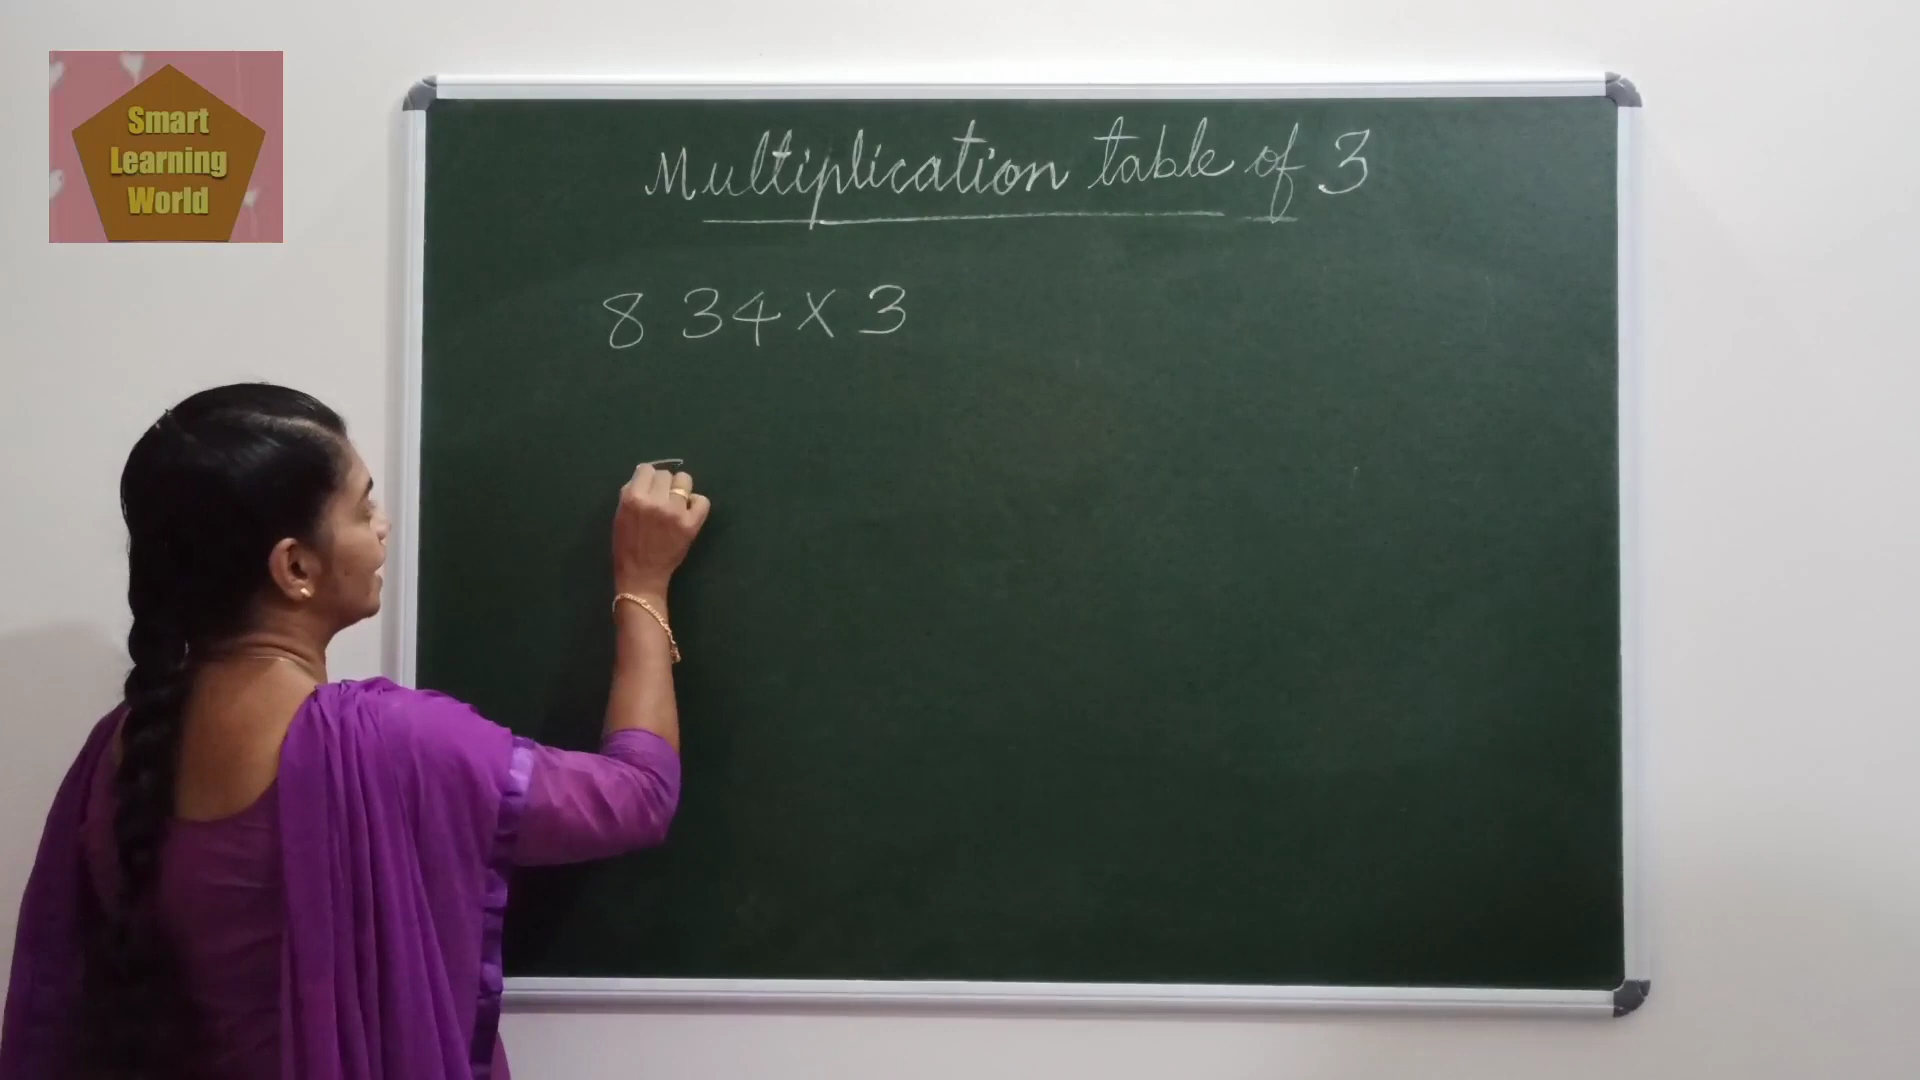 Smart
Learning
World
Multiplication table of 3
8 34 x 3